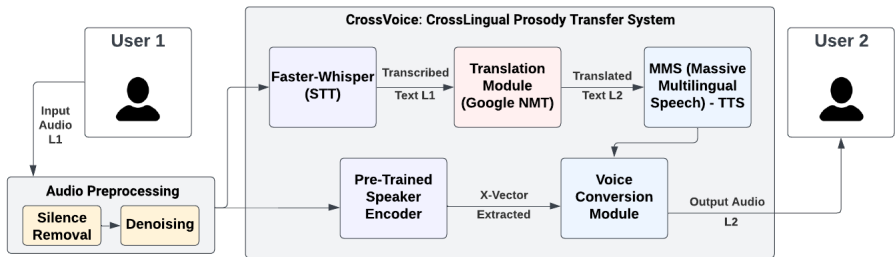 CrossVoice: CrossLingual Prosody Transfer System
User 1
User 2
Input
Audio
L1
Audio Preprocessing
Silence
Removal
Denoising
Faster-Whisper
(STT)
Transcribed
Text L1
Translation
Module
(Google NMT)
Translated
Text L2
MMS (Massive
Multilingual
Speech) - TTS
Pre-Trained
Speaker
Encoder
X-Vector
Extracted
Voice
Conversion
Module
Output Audio
L2